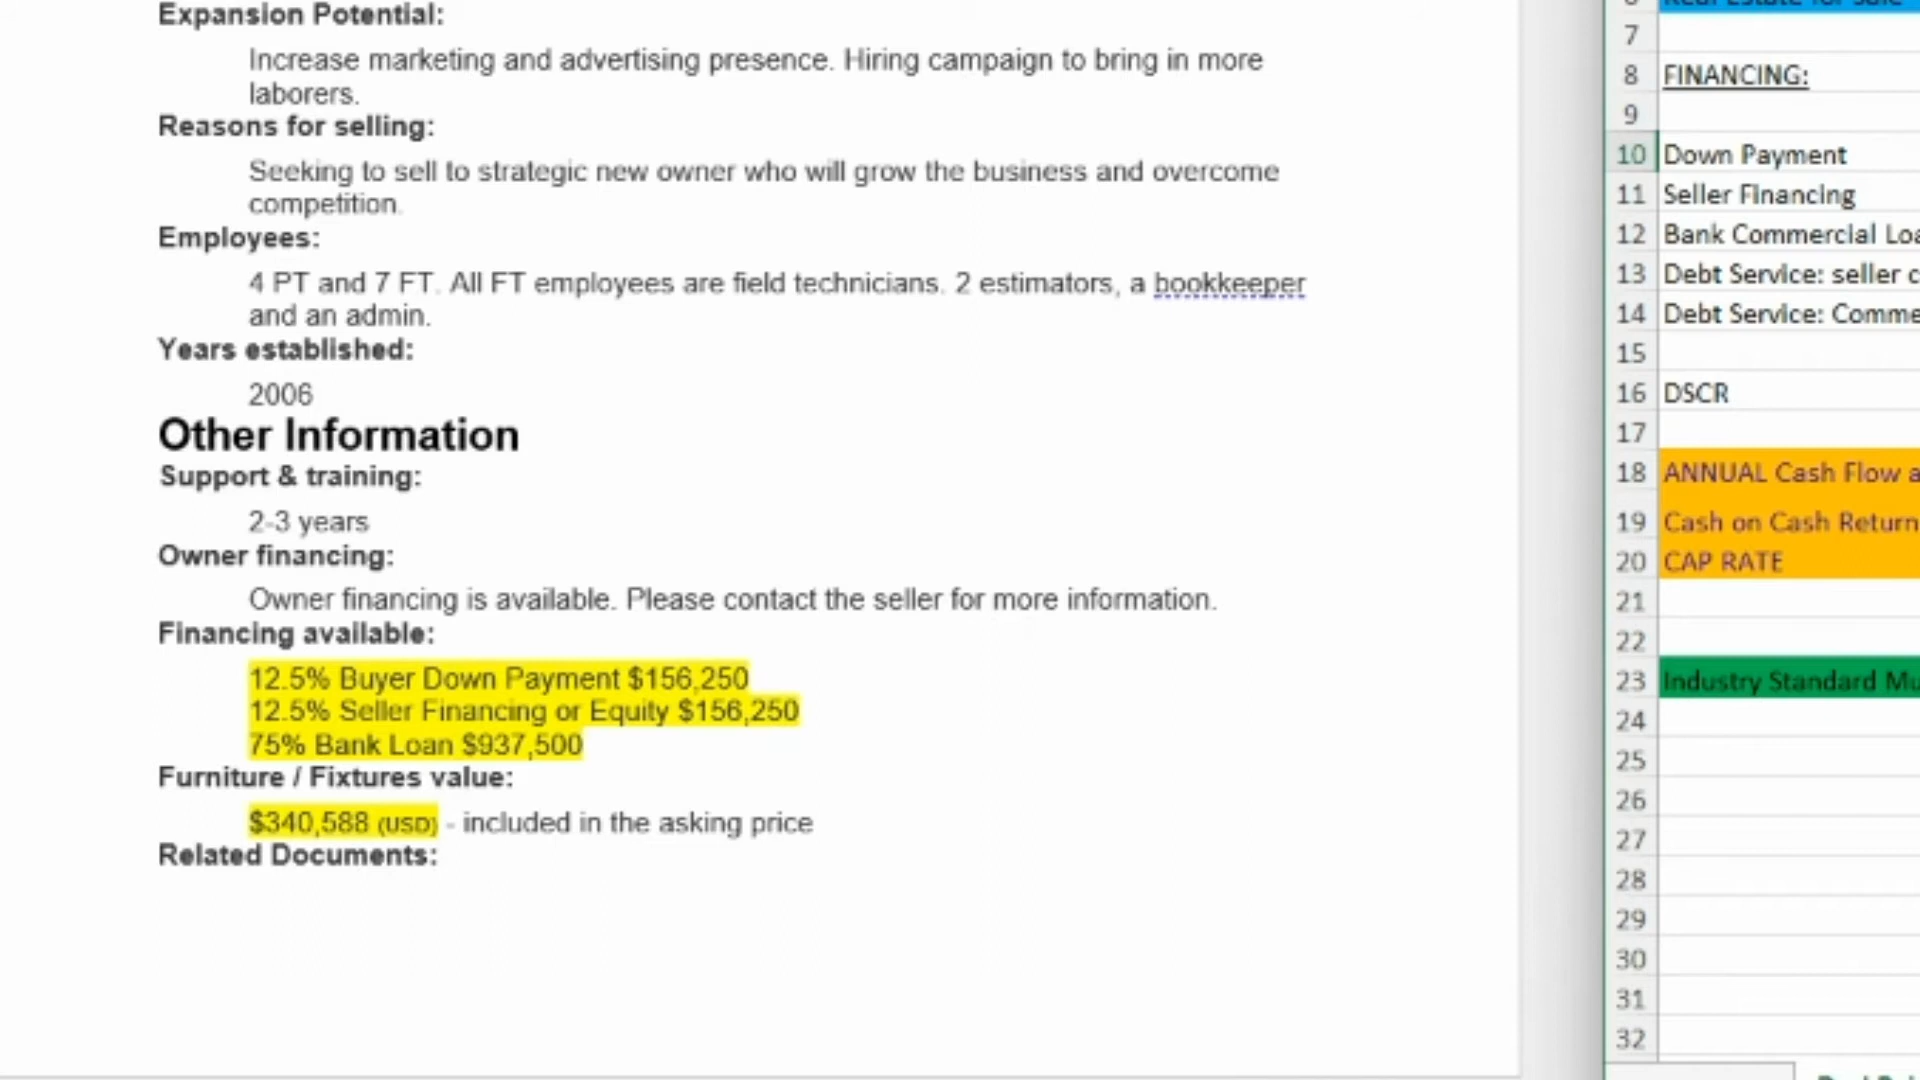 Expansion Potential:
Increase marketing and advertising presence. Hiring campaign to bring in more
laborers.
Reasons for selling:
Seeking to sell to strategic new owner who will grow the business and overcome
competition.
Employees:
4 PT and 7 FT. All FT employees are field technicians. 2 estimators, a bookkeeper
and an admin.
Years established:
2006
Other Information
Support & training:
2-3 years
Owner financing:
Owner financing is available. Please contact the seller for more information.
Financing available:
12.5% Buyer Down Payment $156,250
12.5% Seller Financing or Equity $156,250
75% Bank Loan $937,500
Furniture / Fixtures value:
$340,588 (USD) - included in the asking price
Related Documents:
Real Estate for sale
7
8 FINANCING:
9
10 Down Payment
11 Seller Financing
12 Bank Commercial Loa
13 Debt Service: seller c
14 Debt Service: Comme
15
16 DSCR
17
18 ANNUAL Cash Flow a
19 Cash on Cash Return
20 CAP RATE
21
22
23 Industry Standard Mu
24
25
26
27
28
29
30
31
32